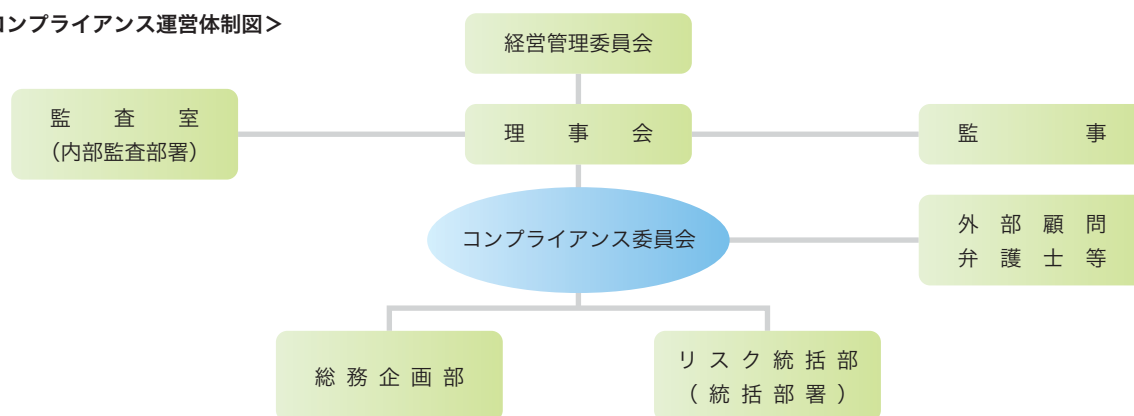 コンプライアンス運営体制図＞
経営管理委員会
監査室
（内部監査部署）
理事会
監事
コンプライアンス委員会
外部顧問
弁護士等
総務企画部
リスク統括部
（統括部署）